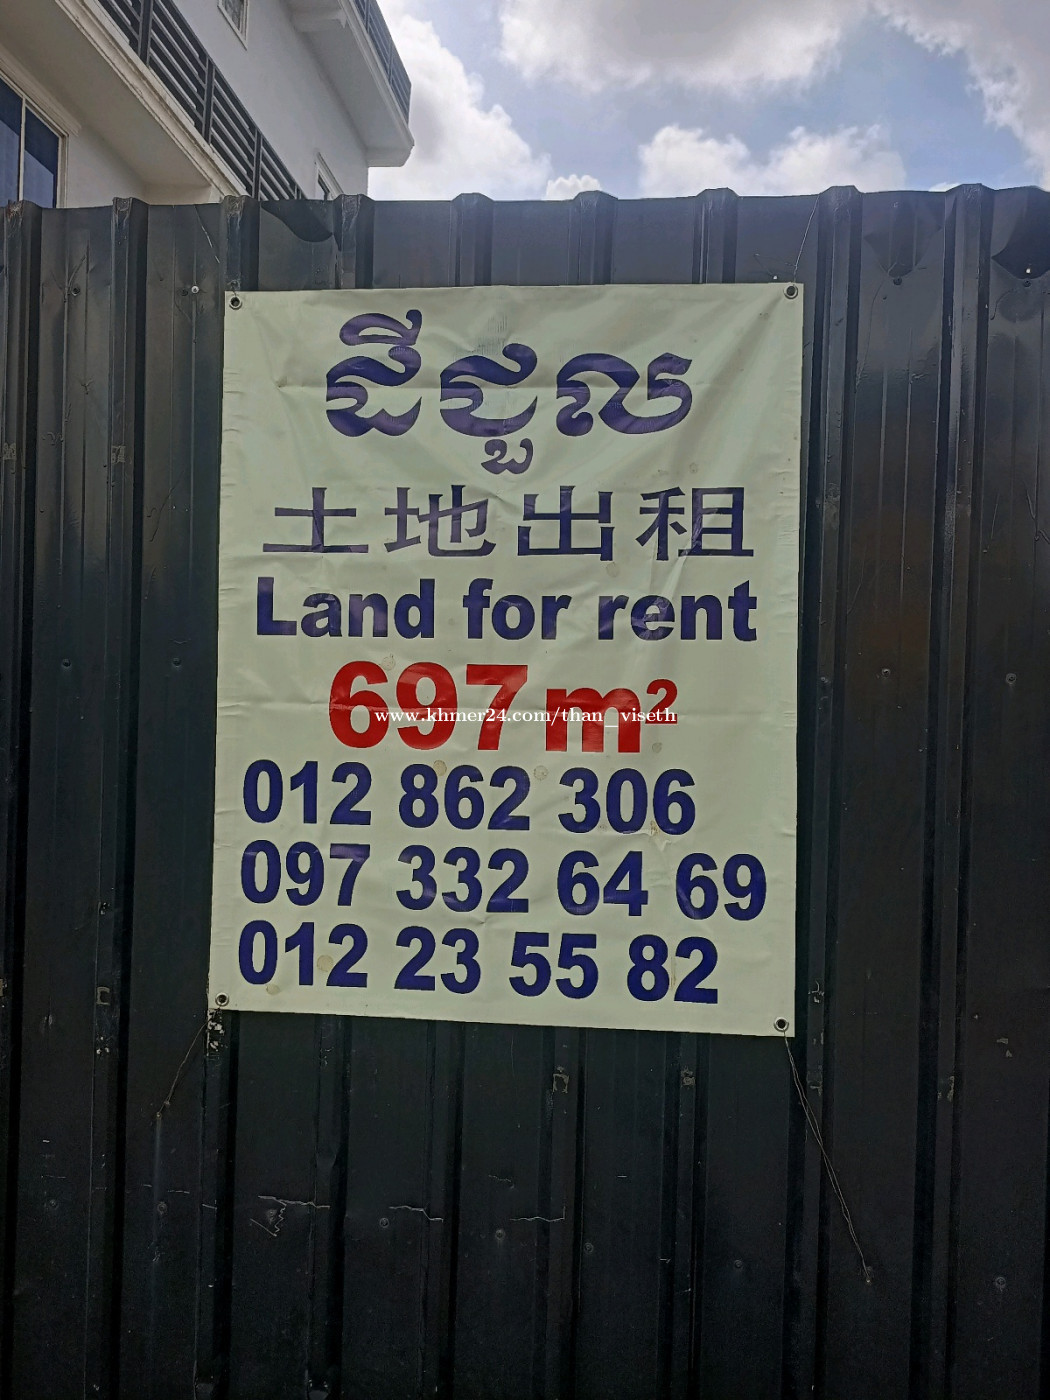 ដីជួល
土地出租
Land for rent
697 m²
www.khmer24.com/than_viseth
012 862 306
097 332 64 69
012 23 55 82